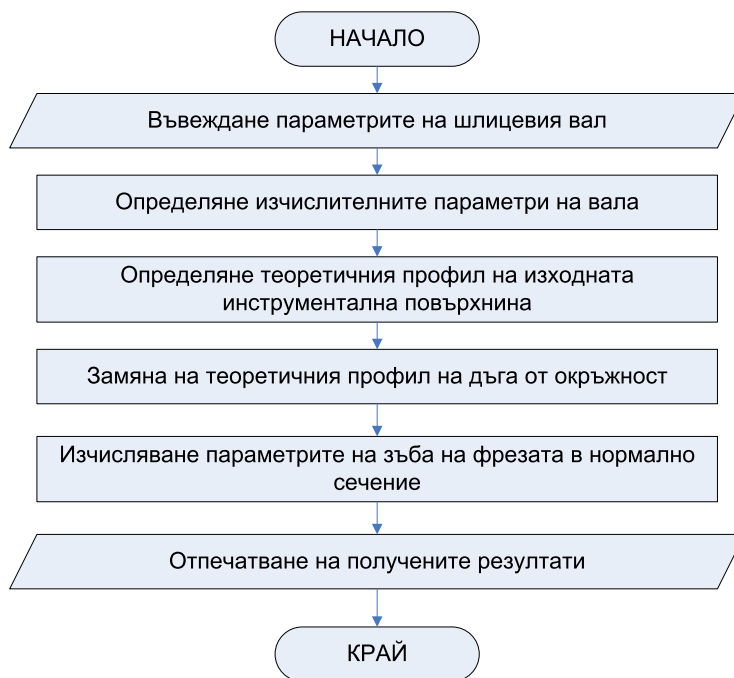 НАЧАЛО
Въвеждане параметрите на шлицевия вал
Определяне изчислителните параметри на вала
Определяне теоретичния профил на изходната
инструментална повърхнина
Замяна на теоретичния профил на дъга от окръжност
Изчисляване параметрите на зъба на фрезата в нормално
сечение
Отпечатване на получените резултати
КРАЙ